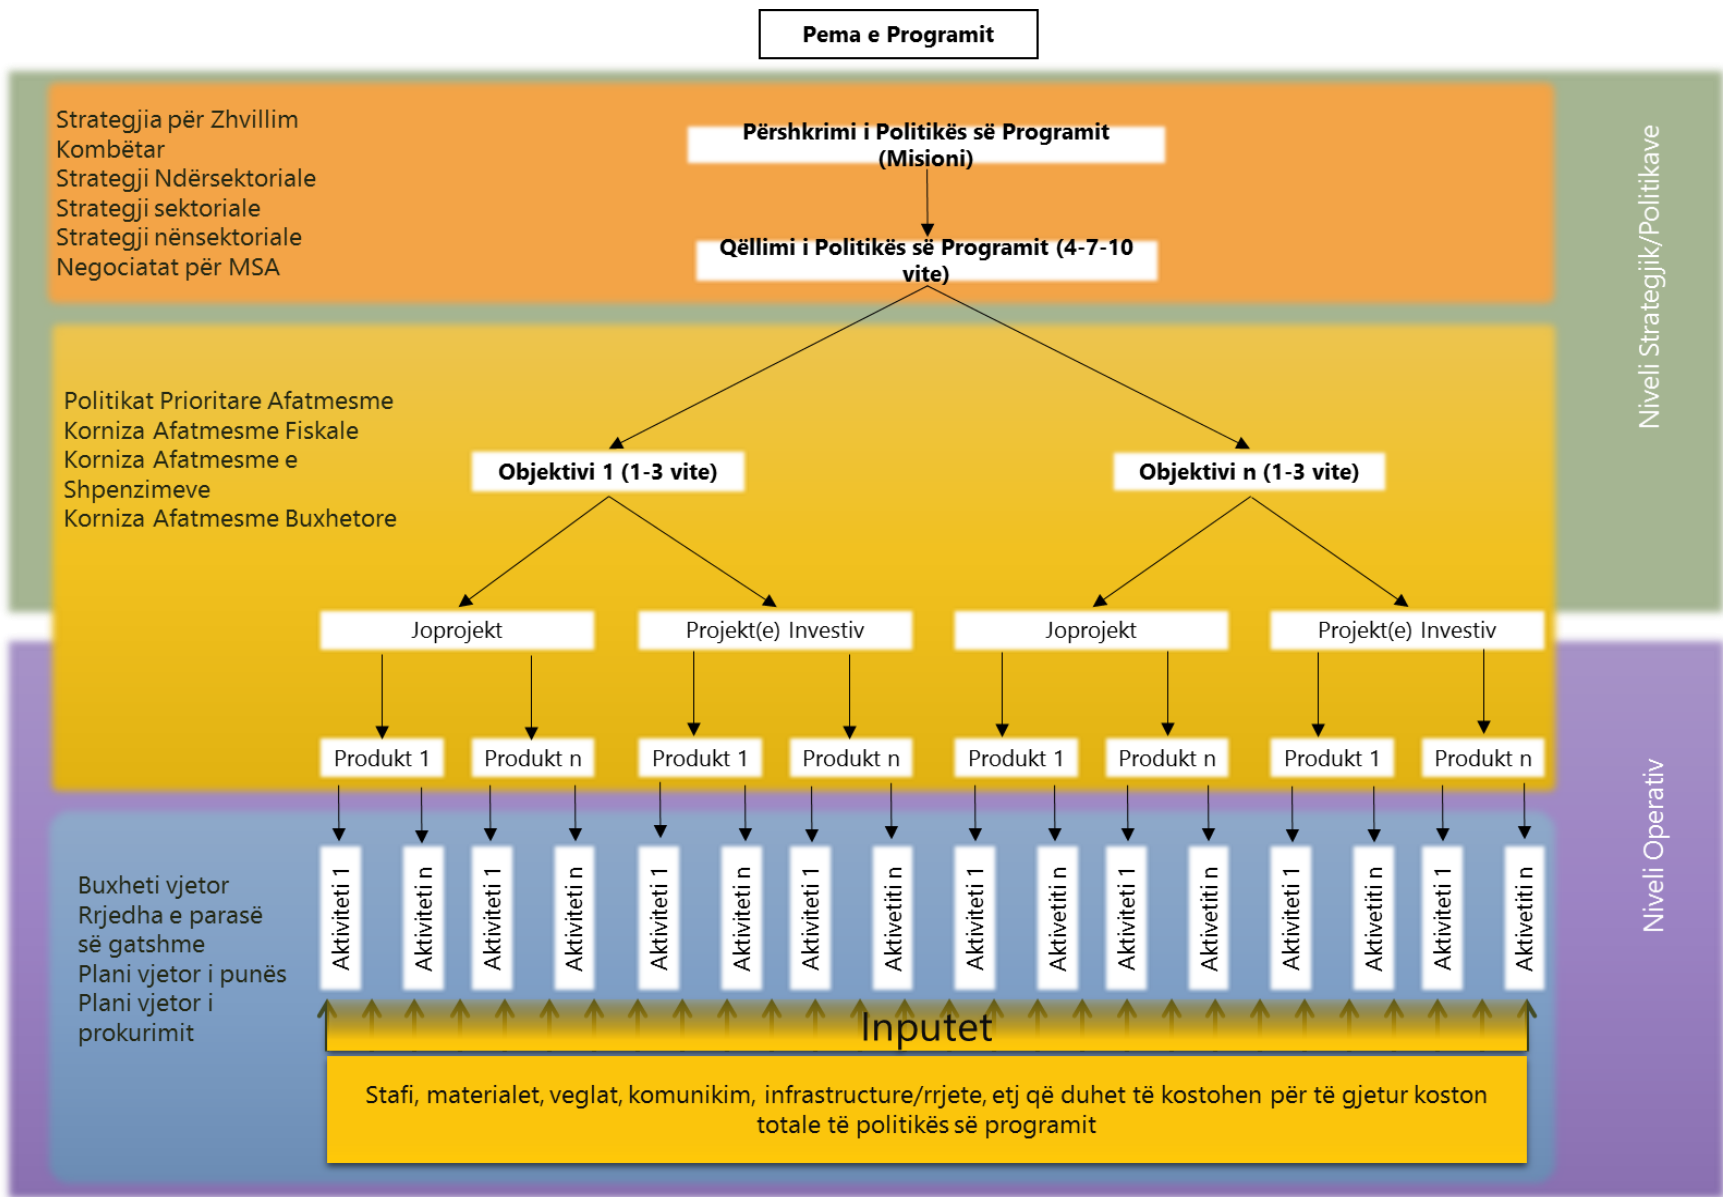 Pema e Programit
Strategjia për Zhvillim
Kombëtar
Strategji Ndërsektoriale
Strategji sektoriale
Strategji nënsektoriale
Negociatat për MSA
Përshkrimi i Politikës së Programit
(Misioni)
Qëllimi i Politikës së Programit (4-7-10
vite)
Niveli Strategjik/Politikave
Politikat Prioritare Afatmesme
Korniza Afatmesme Fiskale
Korniza Afatmesme e
Shpenzimeve
Korniza Afatmesme Buxhetore
Objektivi 1 (1-3 vite)
Objektivi n (1-3 vite)
Joprojekt
Projekt(e) Investiv
Joprojekt
Projekt(e) Investiv
Produkt 1
Produkt n
Produkt 1
Produkt n
Produkt 1
Produkt n
Produkt 1
Produkt n
Niveli Operativ
Buxheti vjetor
Rrjedha e parasë
së gatshme
Plani vjetor i punës
Plani vjetor i
prokurimit
Aktiviteti 1
Aktiviteti n
Aktiviteti 1
Aktiviteti n
Aktiviteti 1
Aktiviteti n
Aktiviteti 1
Aktivetiti n
Aktiviteti 1
Aktivetiti n
Aktiviteti 1
Aktivetiti n
Aktiviteti 1
Aktivetiti n
Aktiviteti 1
Aktivetiti n
Inputet
Stafi, materialet, veglat, komunikim, infrastructure/rrjete, etj që duhet të kostohen për të gjetur koston
totale të politikës së programit